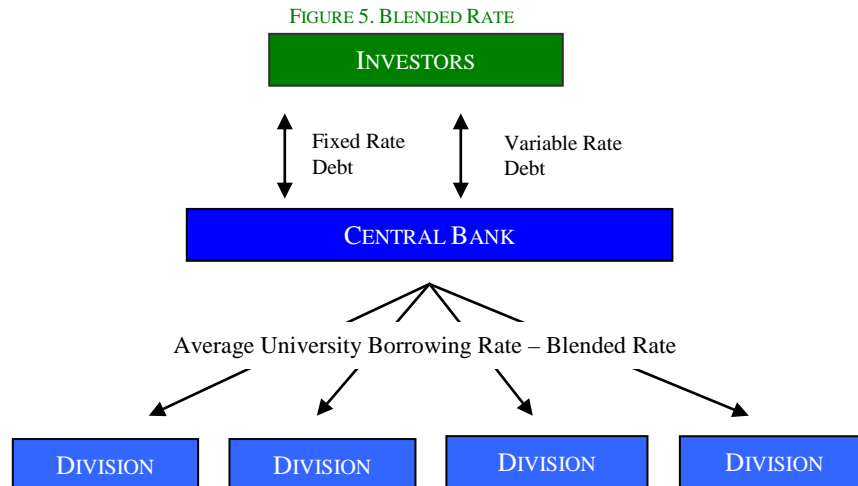 FIGURE 5. BLENDED RATE
INVESTORS
Fixed Rate
Debt
Variable Rate
Debt
CENTRAL BANK
Average University Borrowing Rate – Blended Rate
DIVISION
DIVISION
DIVISION
DIVISION